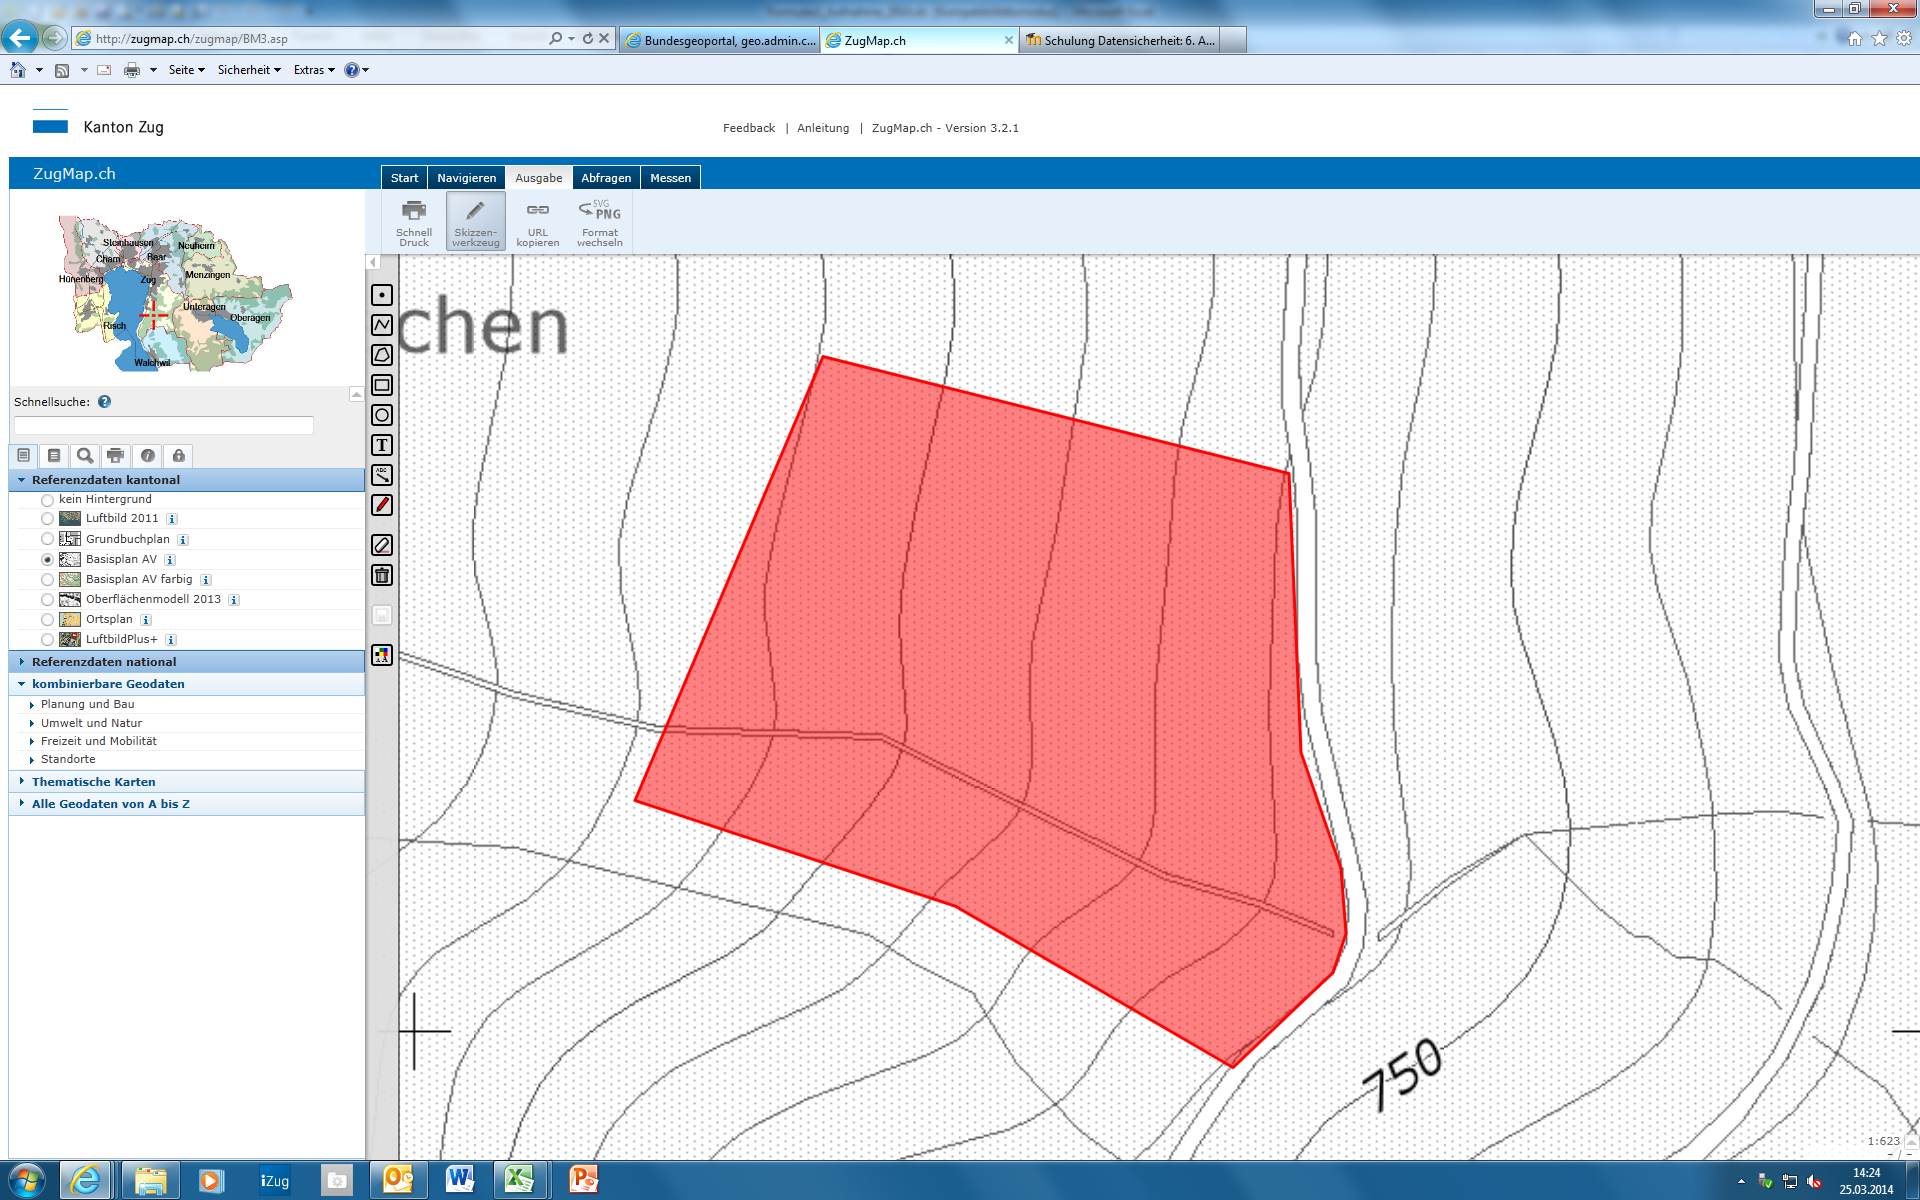 http://zugmap.ch/zugmap/BM3.asp
Bundesgeoportal, geo.admin.c...
ZugMap.ch
Schulung Datensicherheit: 6. A...
Seite
Sicherheit
Extras
Kanton Zug
Feedback | Anleitung | ZugMap.ch - Version 3.2.1
ZugMap.ch
Start
Navigieren
Ausgabe
Abfragen
Messen
Schnell
Druck
Skizzen-
werkzeug
URL
kopieren
SVG
PNG
Format
wechseln
Steinhausen
Neuheim
Cham
Baar
Hünenberg
Zug
Menzingen
Unterägeri
Oberägeri
Risch
Walchwil
Schnellsuche:
Referenzdaten kantonal
kein Hintergrund
Luftbild 2011
Grundbuchplan
Basisplan AV
Basisplan AV farbig
Oberflächenmodell 2013
Ortsplan
LuftbildPlus+
Referenzdaten national
kombinierbare Geodaten
Planung und Bau
Umwelt und Natur
Freizeit und Mobilität
Standorte
Thematische Karten
Alle Geodaten von A bis Z
T
ABC
chen
750
1:623
- / -
iZug
14:24
25.03.2014